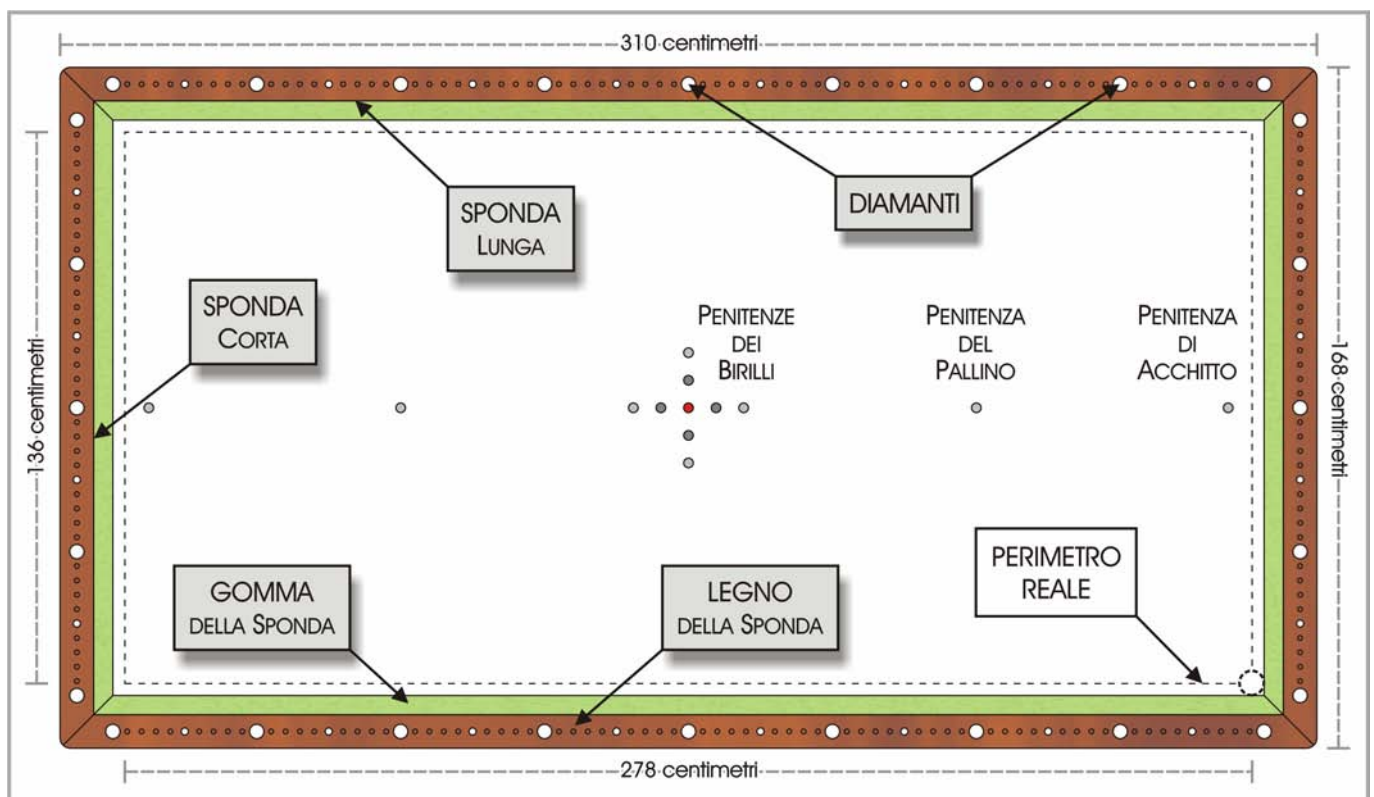 310 centimetri
DIAMANTI
SPONDA
LUNGA
SPONDA
CORTA
PENITENZE
DEI
BIRILLI
PENITENZA
DEL
PALLINO
PENITENZA
DI
ACCHITTO
136 centimetri
168 centimetri
GOMMA
DELLA SPONDA
LEGNO
DELLA SPONDA
PERIMETRO
REALE
278 centimetri